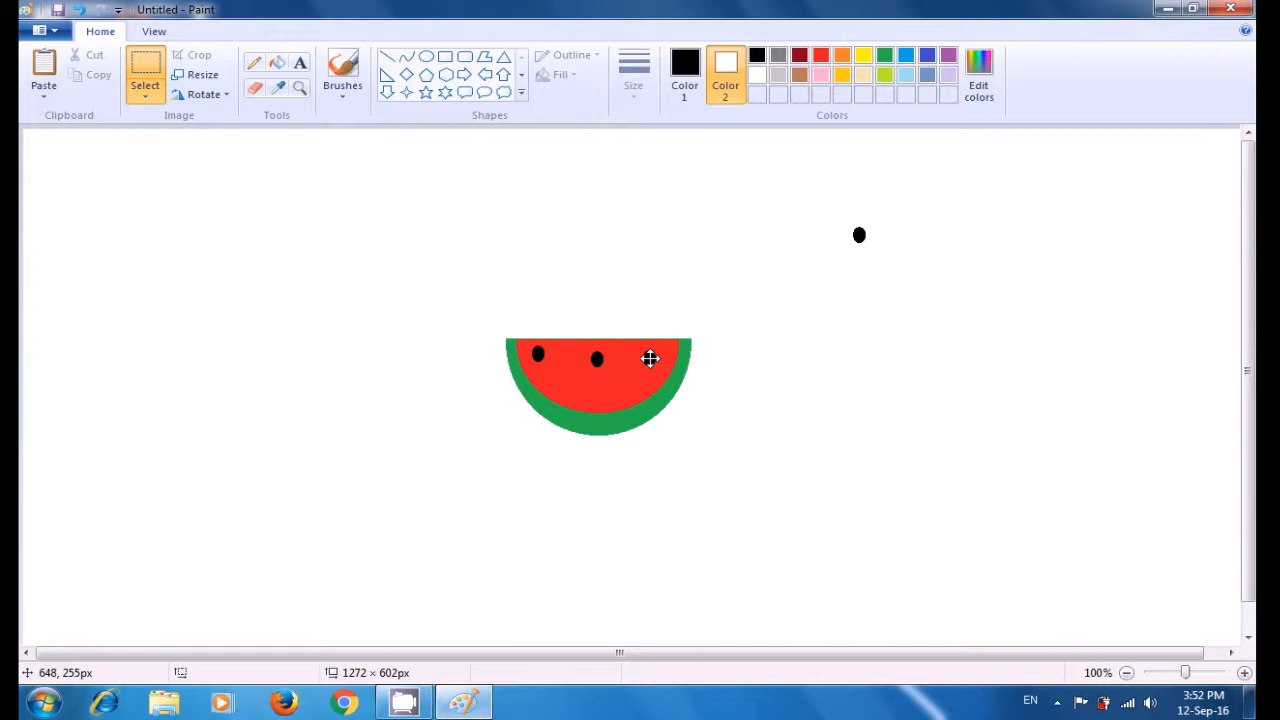 Untitled - Paint
Home View
Paste
Cut
Copy
Clipboard
Select
Crop
Resize
Rotate
Image
A
Tools
Brushes
Shapes
Outline
Fill
Size
Color 1
Color 2
Edit colors
Colors
648, 255px
1272 × 602px
100%
EN
3:52 PM
12-Sep-16